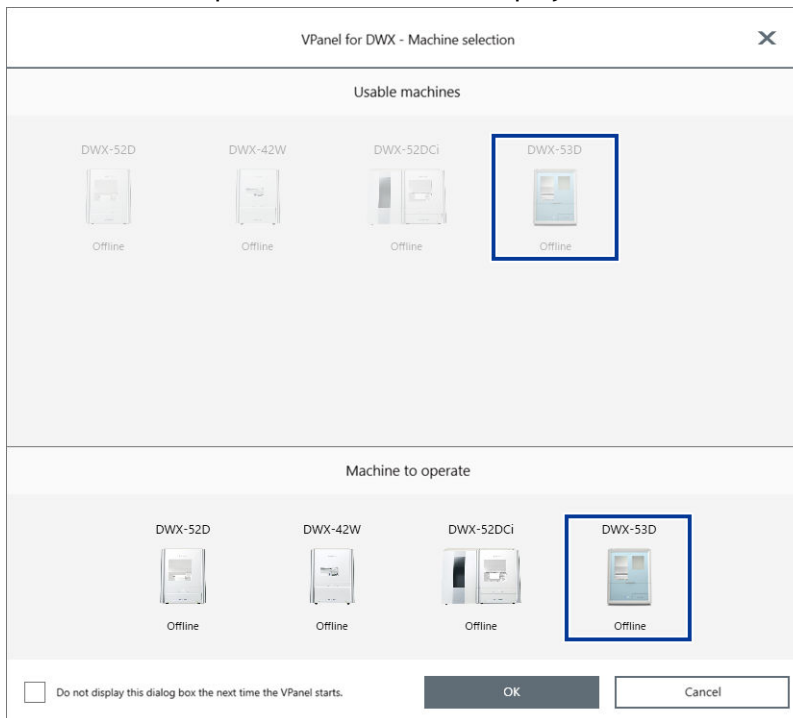 VPanel for DWX - Machine selection
Usable machines
DWX-52D DWX-42W DWX-52DCi DWX-53D
Offline Offline Offline Offline
Machine to operate
DWX-52D DWX-42W DWX-52DCi DWX-53D
Offline Offline Offline Offline
Do not display this dialog box the next time the VPanel starts. OK Cancel